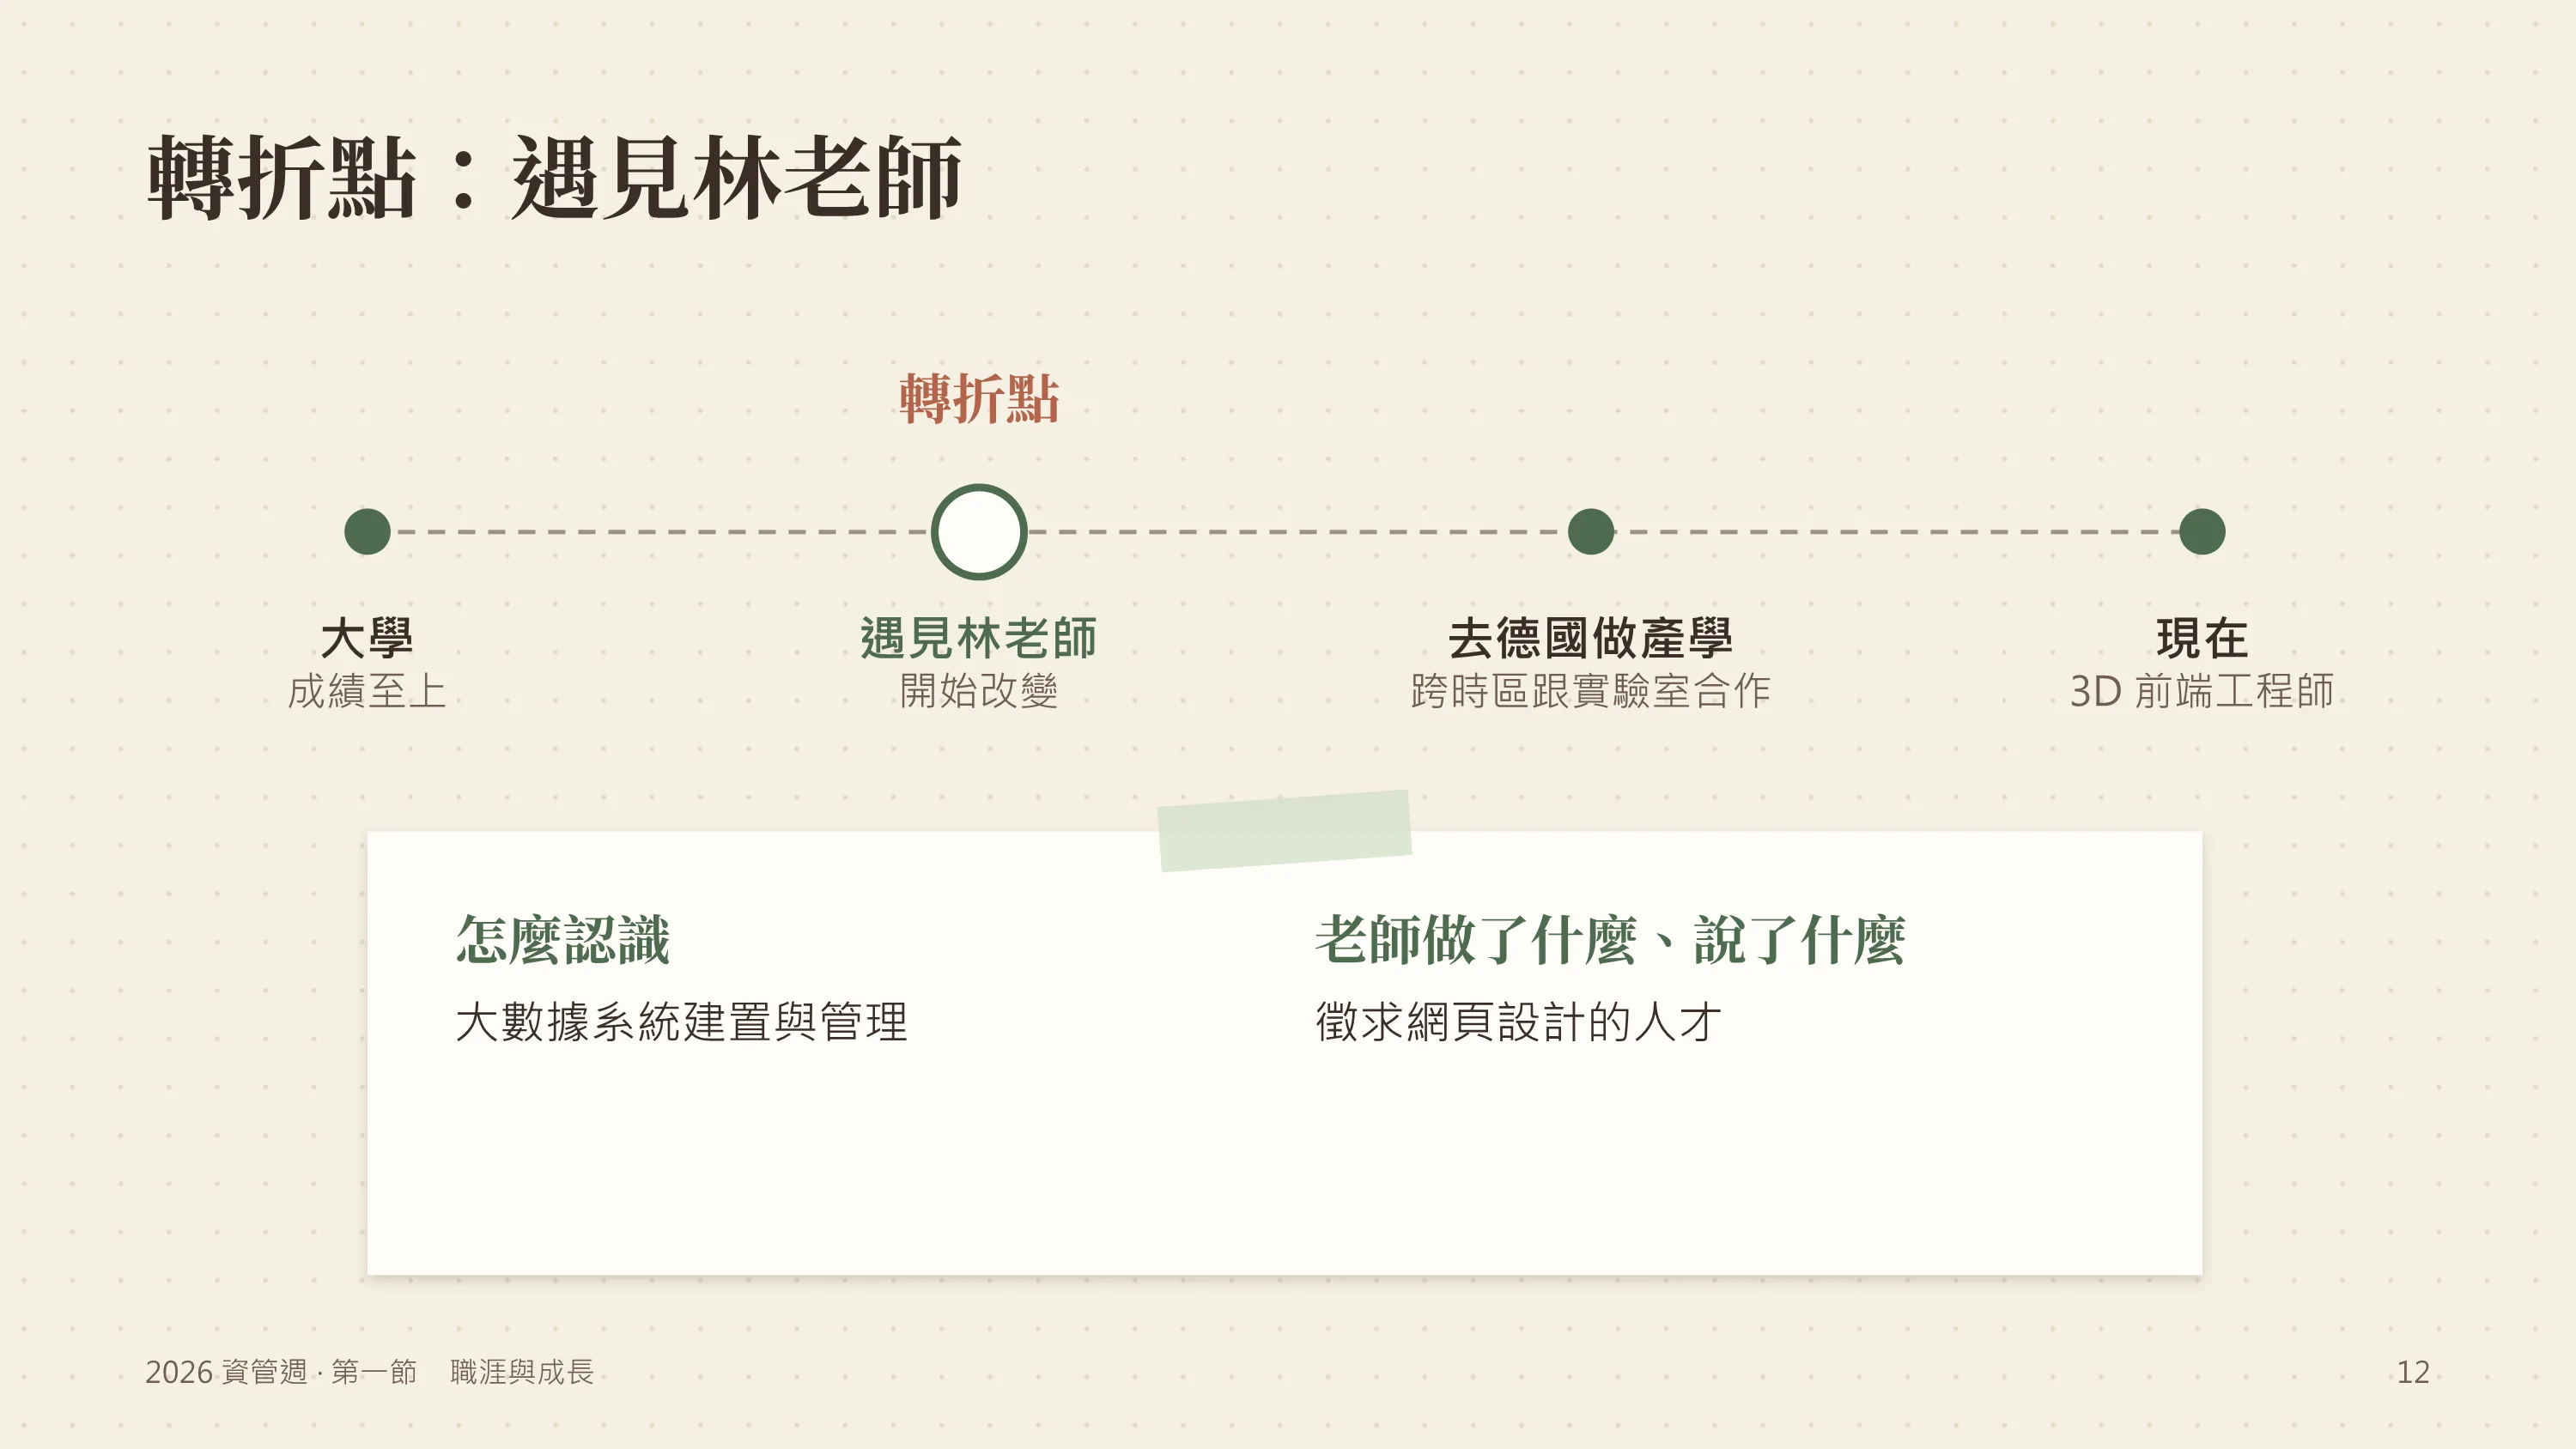 轉折點：遇見林老師
轉折點
大學
成績至上
遇見林老師
開始改變
去德國做產學
跨時區跟實驗室合作
現在
3D 前端工程師
怎麼認識
大數據系統建置與管理
老師做了什麼、說了什麼
徵求網頁設計的人才
2026 資管週 · 第一節　職涯與成長
12